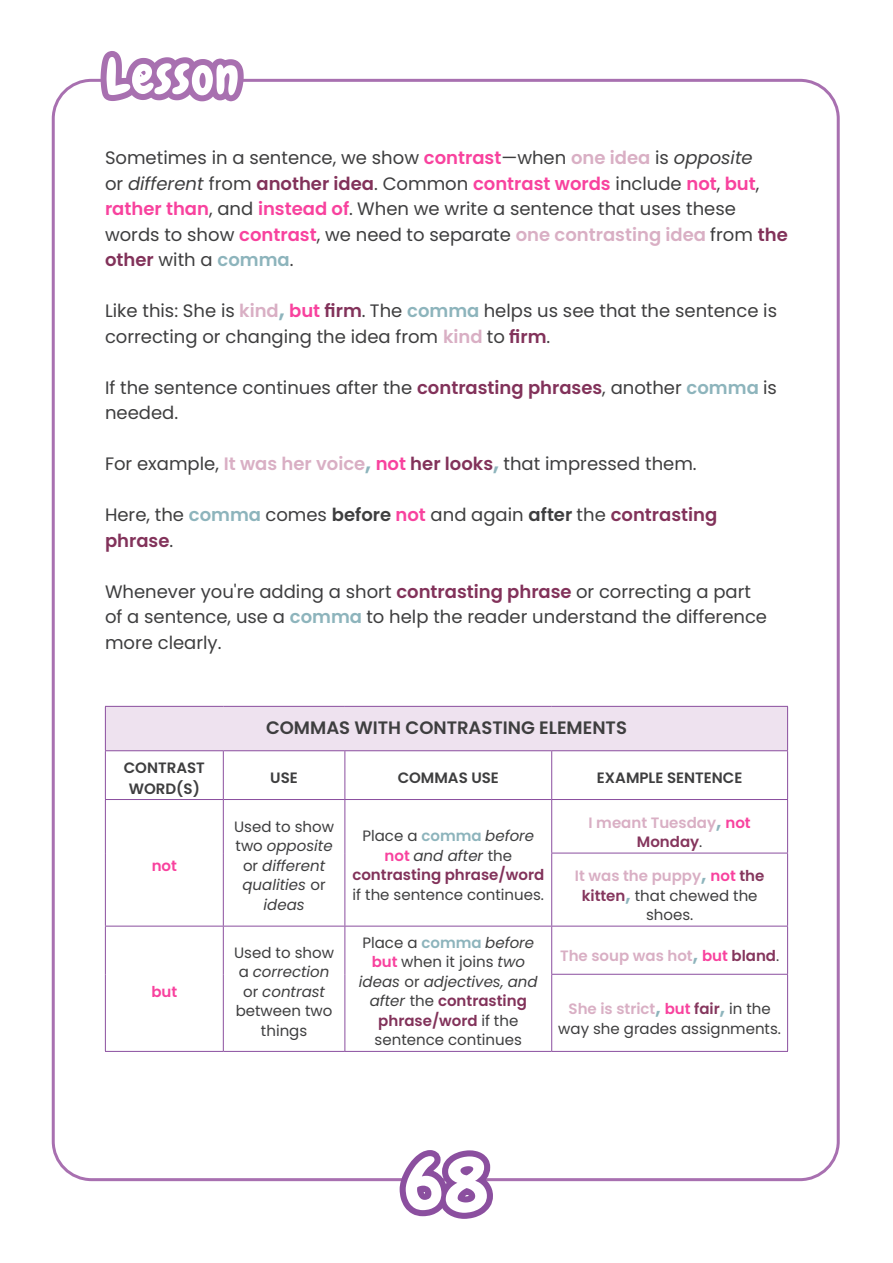 Lesson
Sometimes in a sentence, we show contrast—when one idea is opposite
or different from another idea. Common contrast words include not, but,
rather than, and instead of. When we write a sentence that uses these
words to show contrast, we need to separate one contrasting idea from the
other with a comma.
Like this: She is kind, but firm. The comma helps us see that the sentence is
correcting or changing the idea from kind to firm.
If the sentence continues after the contrasting phrases, another comma is
needed.
For example, It was her voice, not her looks, that impressed them.
Here, the comma comes before not and again after the contrasting
phrase.
Whenever you're adding a short contrasting phrase or correcting a part
of a sentence, use a comma to help the reader understand the difference
more clearly.
COMMAS WITH CONTRASTING ELEMENTS
CONTRAST
WORD(S)
USE
COMMAS USE
EXAMPLE SENTENCE
not
Used to show
two opposite
or different
qualities or
ideas
Place a comma before
not and after the
contrasting phrase/word
if the sentence continues.
I meant Tuesday, not
Monday.
It was the puppy, not the
kitten, that chewed the
shoes.
but
Used to show
a correction
or contrast
between two
things
Place a comma before
but when it joins two
ideas or adjectives, and
after the contrasting
phrase/word if the
sentence continues
The soup was hot, but bland.
She is strict, but fair, in the
way she grades assignments.
68